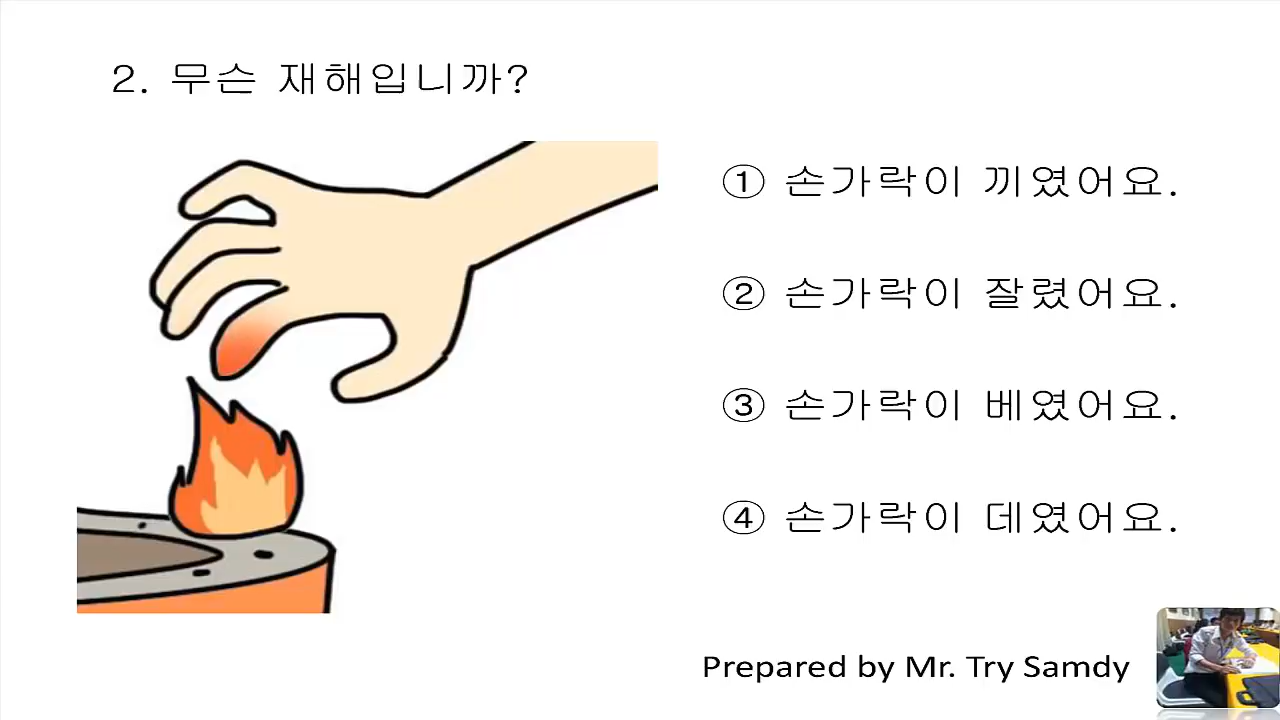 2. 무슨 재해입니까?
① 손가락이 끼였어요.
② 손가락이 잘렸어요.
③ 손가락이 베였어요.
④ 손가락이 데였어요.
Prepared by Mr. Try Samdy